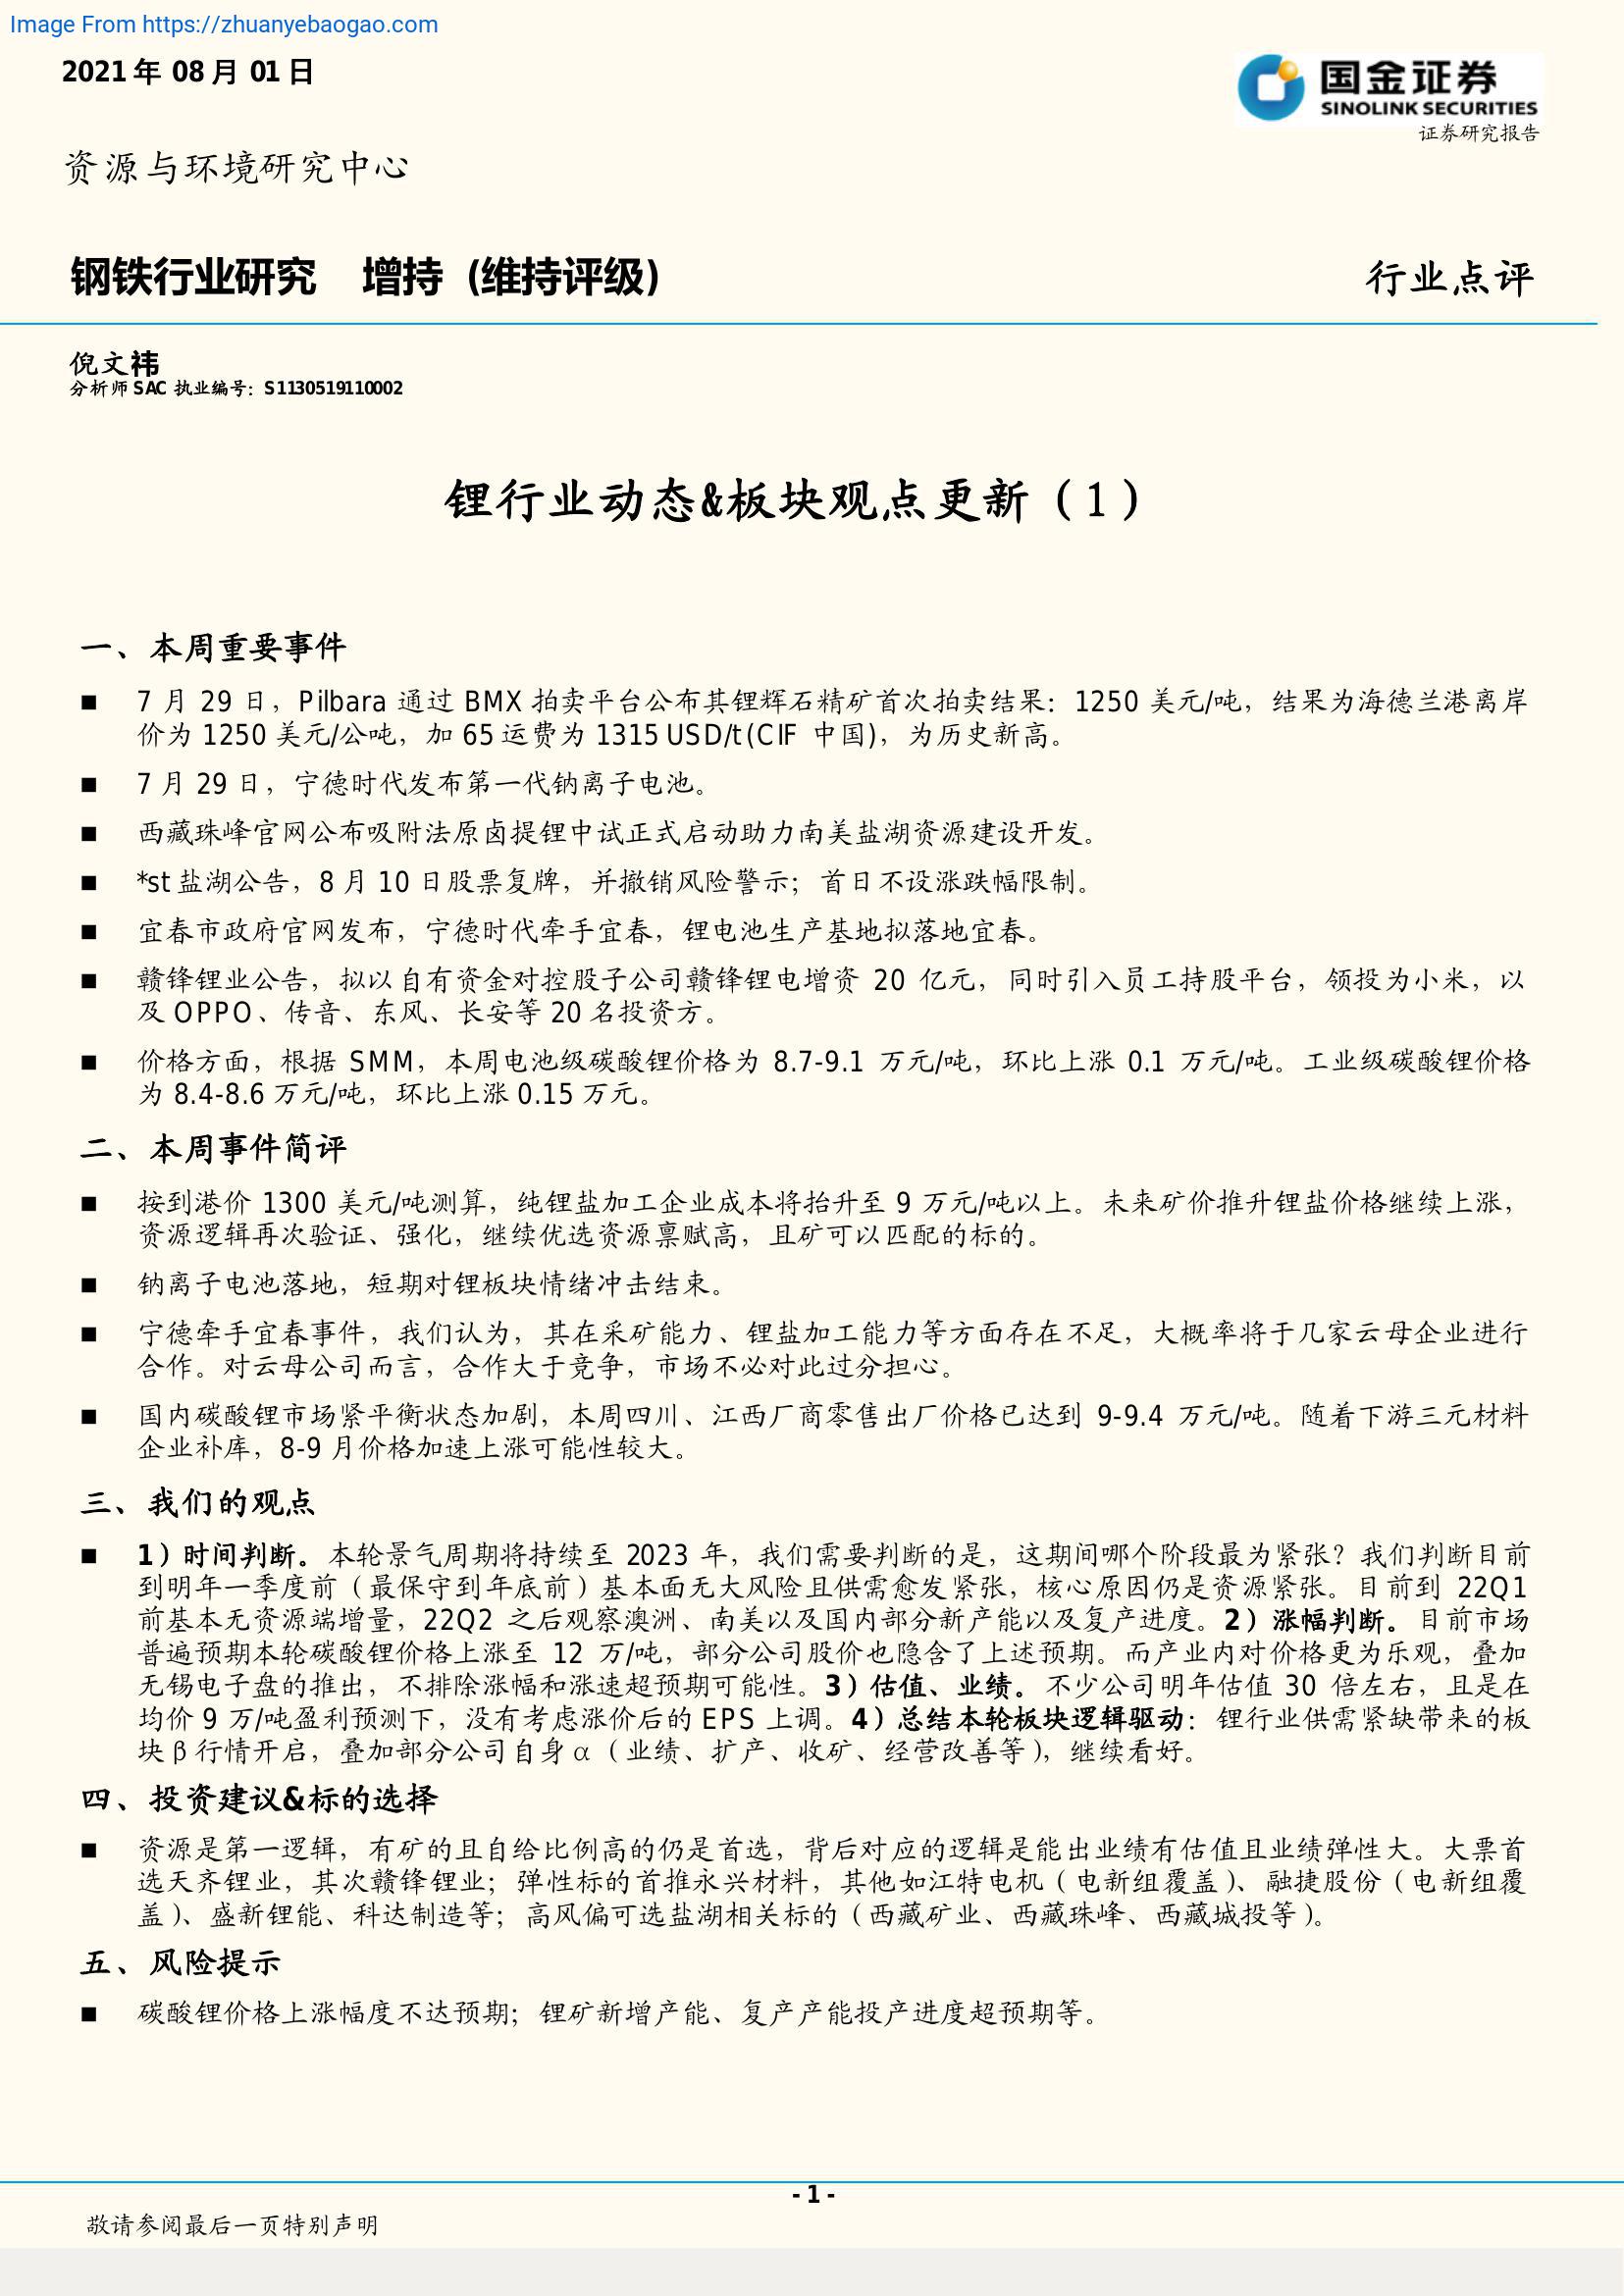 Image From https://zhuanyebaogao.com
2021年 08月 01日
国金证券
SINOLINK SECURITIES
证券研究报告
资源与环境研究中心
钢铁行业研究 增持 (维持评级)
行业点评
倪文祎
分析师 SAC 执业编号：S1130519110002
锂行业动态&板块观点更新（1）
一、本周重要事件
■ 7 月 29 日，Pilbara 通过 BMX 拍卖平台公布其锂辉石精矿首次拍卖结果：1250 美元/吨，结果为海德兰港离岸
价为 1250 美元/公吨，加 65 运费为 1315 USD/t(CIF 中国)，为历史新高。
■ 7 月 29 日，宁德时代发布第一代钠离子电池。
■ 西藏珠峰官网公布吸附法原卤提锂中试正式启动助力南美盐湖资源建设开发。
■ *st 盐湖公告，8 月 10 日股票复牌，并撤销风险警示；首日不设涨跌幅限制。
■ 宜春市政府官网发布，宁德时代牵手宜春，锂电池生产基地拟落地宜春。
■ 赣锋锂业公告，拟以自有资金对控股子公司赣锋锂电增资 20 亿元，同时引入员工持股平台，领投为小米，以
及 OPPO、传音、东风、长安等 20 名投资方。
■ 价格方面，根据 SMM，本周电池级碳酸锂价格为 8.7-9.1 万元/吨，环比上涨 0.1 万元/吨。工业级碳酸锂价格
为 8.4-8.6 万元/吨，环比上涨 0.15 万元。
二、本周事件简评
■ 按到港价 1300 美元/吨测算，纯锂盐加工企业成本将抬升至 9 万元/吨以上。未来矿价推升锂盐价格继续上涨，
资源逻辑再次验证、强化，继续优选资源禀赋高，且矿可以匹配的标的。
■ 钠离子电池落地，短期对锂板块情绪冲击结束。
■ 宁德牵手宜春事件，我们认为，其在采矿能力、锂盐加工能力等方面存在不足，大概率将于几家云母企业进行
合作。对云母公司而言，合作大于竞争，市场不必对此过分担心。
■ 国内碳酸锂市场紧平衡状态加剧，本周四川、江西厂商零售出厂价格已达到 9-9.4 万元/吨。随着下游三元材料
企业补库，8-9 月价格加速上涨可能性较大。
三、我们的观点
■ 1）时间判断。本轮景气周期将持续至 2023 年，我们需要判断的是，这期间哪个阶段最为紧张？我们判断目前
到明年一季度前（最保守到年底前）基本面无大风险且供需愈发紧张，核心原因仍是资源紧张。目前到 22Q1
前基本无资源端增量，22Q2 之后观察澳洲、南美以及国内部分新产能以及复产进度。2）涨幅判断。目前市场
普遍预期本轮碳酸锂价格上涨至 12 万/吨，部分公司股价也隐含了上述预期。而产业内对价格更为乐观，叠加
无锡电子盘的推出，不排除涨幅和涨速超预期可能性。3）估值、业绩。不少公司明年估值 30 倍左右，且是在
均价 9 万/吨盈利预测下，没有考虑涨价后的 EPS 上调。4）总结本轮板块逻辑驱动：锂行业供需紧缺带来的板
块 β 行情开启，叠加部分公司自身 α（业绩、扩产、收矿、经营改善等），继续看好。
四、投资建议&标的选择
■ 资源是第一逻辑，有矿的且自给比例高的仍是首选，背后对应的逻辑是能出业绩有估值且业绩弹性大。大票首
选天齐锂业，其次赣锋锂业；弹性标的首推永兴材料，其他如江特电机（电新组覆盖）、融捷股份（电新组覆
盖）、盛新锂能、科达制造等；高风偏可选盐湖相关标的（西藏矿业、西藏珠峰、西藏城投等）。
五、风险提示
■ 碳酸锂价格上涨幅度不达预期；锂矿新增产能、复产产能投产进度超预期等。
- 1 -
敬请参阅最后一页特别声明